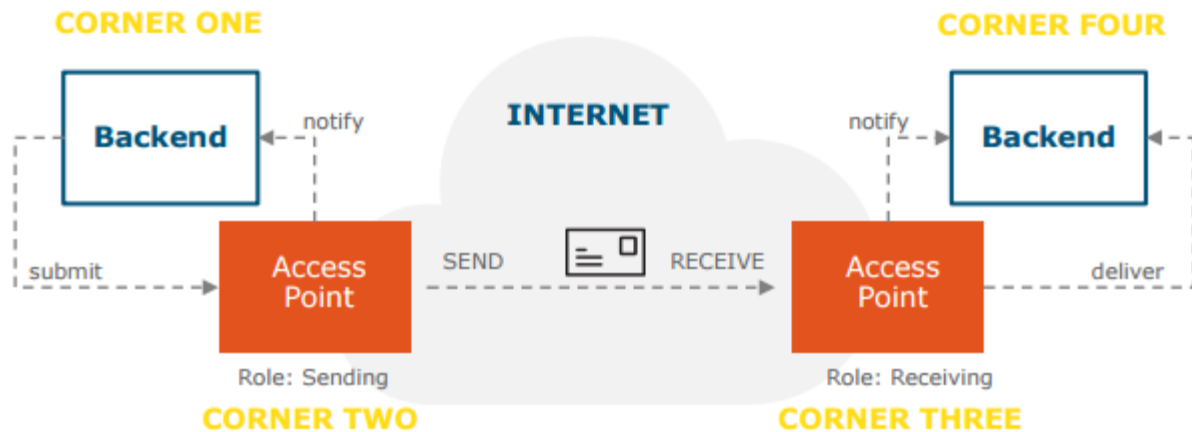 CORNER ONE
CORNER FOUR
Backend
notify
INTERNET
notify
Backend
submit
Access
Point
SEND
RECEIVE
Access
Point
deliver
Role: Sending
Role: Receiving
CORNER TWO
CORNER THREE